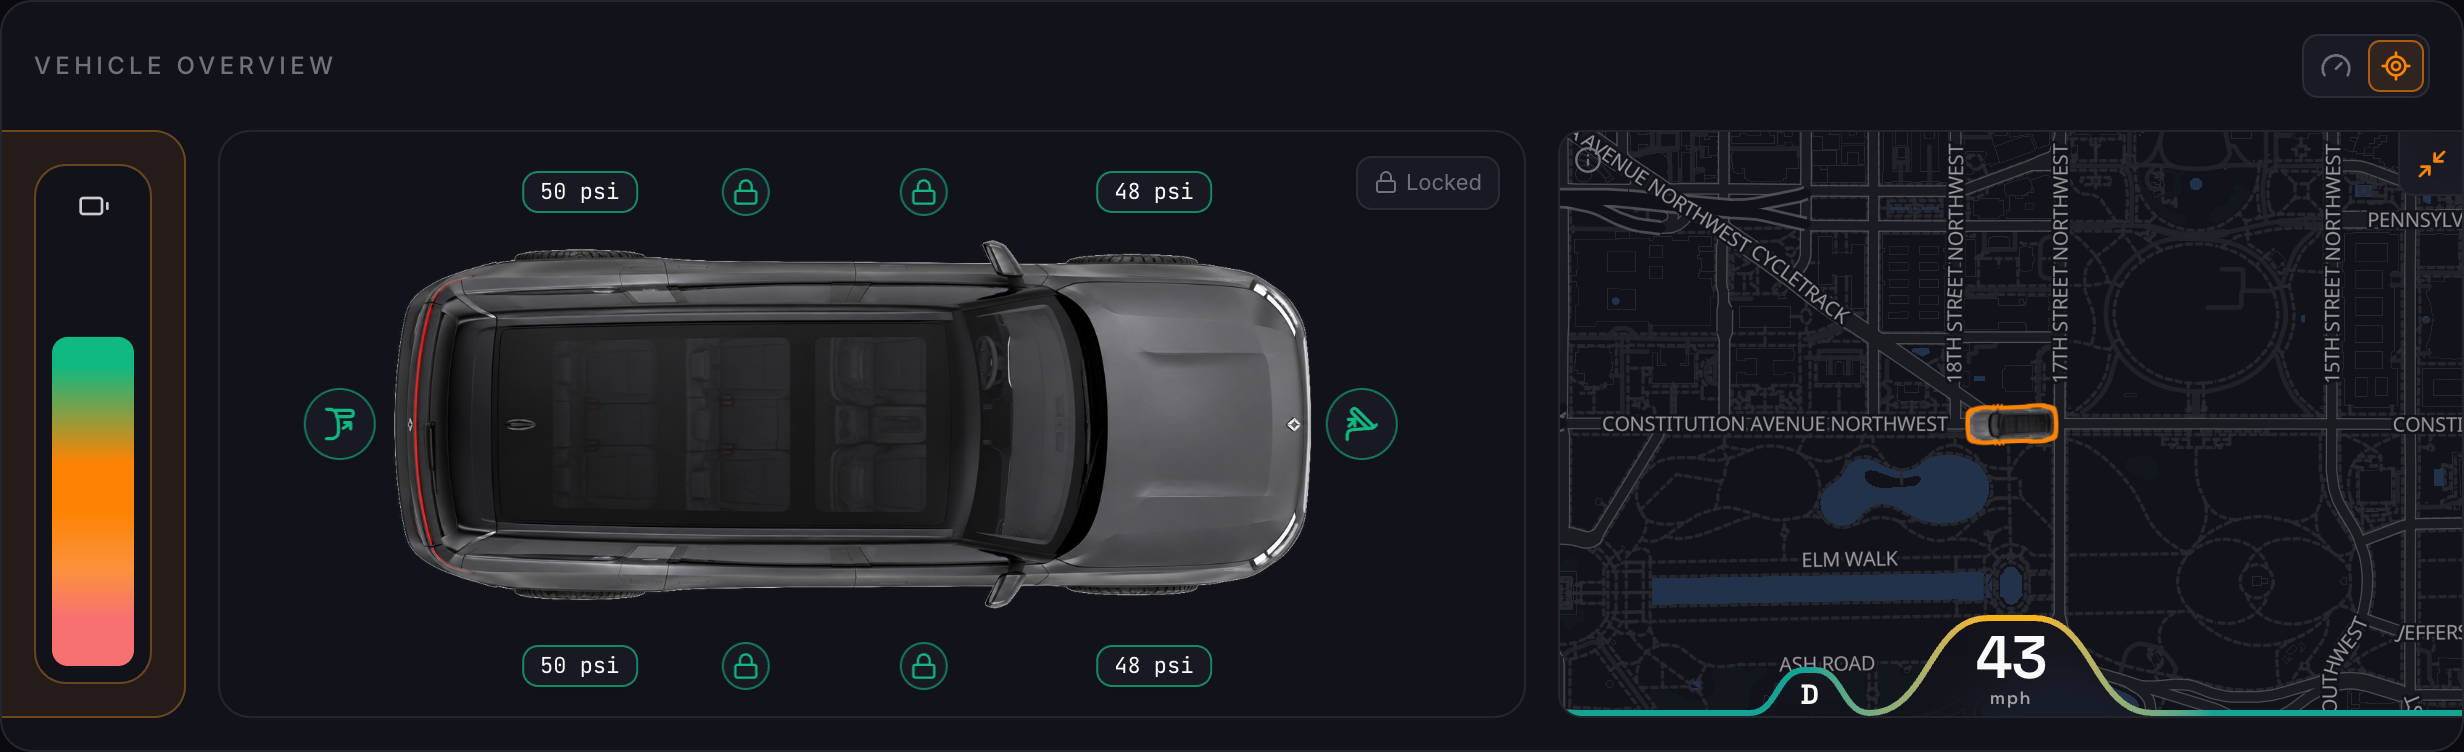 VEHICLE OVERVIEW
50 psi
48 psi
Locked
50 psi
48 psi
AVENUE NORTHWEST CYCLETRACK
18TH STREET NORTHWEST
17TH STREET NORTHWEST
15TH STREET NORTHWEST
PENNSYLV
CONSTITUTION AVENUE NORTHWEST
CONSTI
ELM WALK
JEFFERS
ASH ROAD
OUTHWEST
D
43
mph